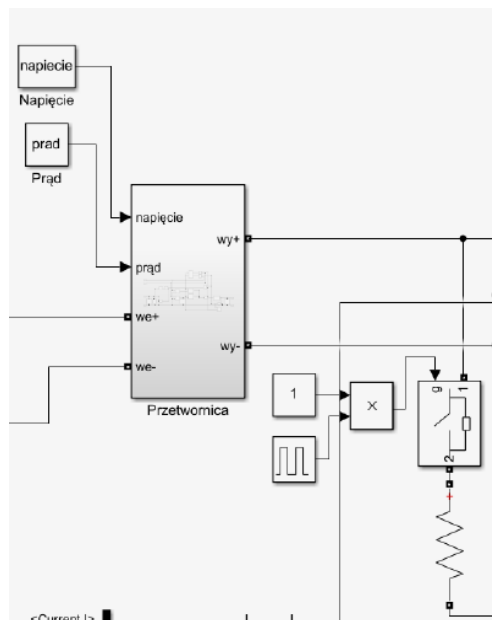 napiecie
Napięcie
prad
Prąd
napięcie
prąd
we+
we-
wy+
wy-
Przetwornica
1
x
g
1
2
+
<Current I>